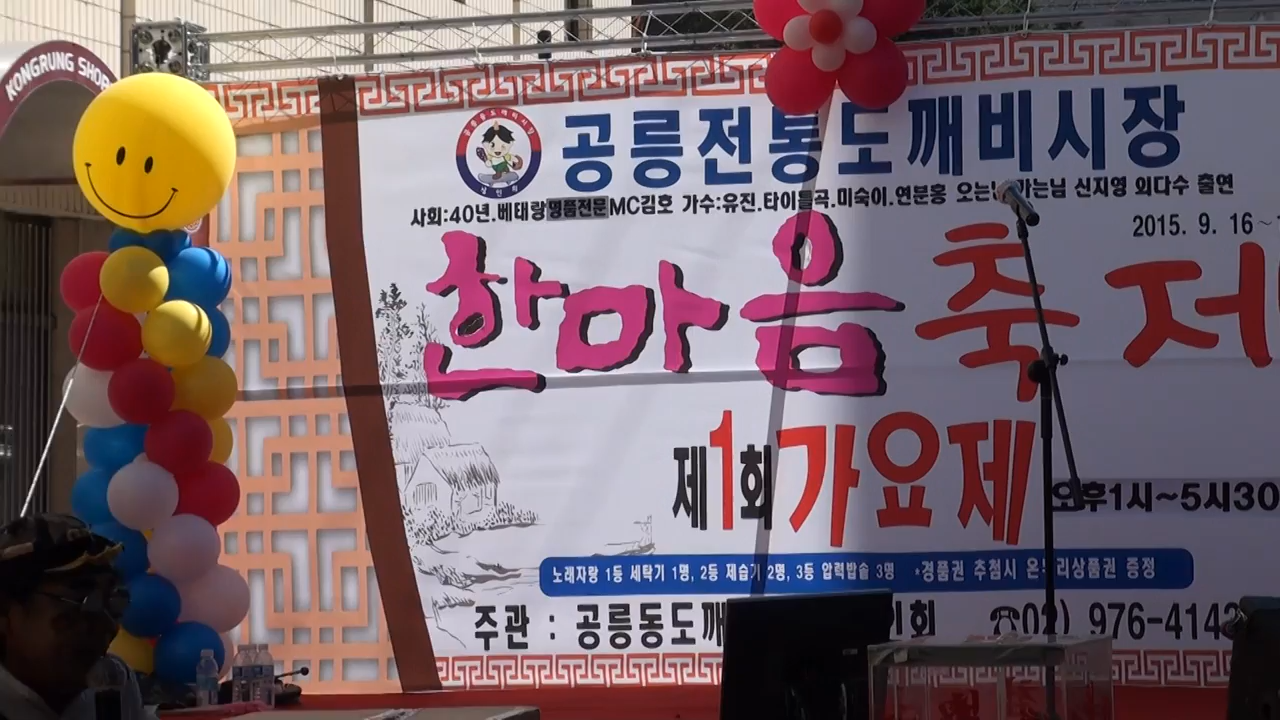 KONGRUNG SHOP
공릉전통도깨비시장
사회:40년.베태랑명품전문MC김호 가수:유진.타이틀곡.미숙이.연분홍 오는님 가는님 신지영 외다수 출연
2015. 9. 16~
한마음축제
제1회 가요제
오후1시~5시30
노래자랑 1등 세탁기 1명, 2등 제습기 2명, 3등 압력밥솥 3명 *경품권 추첨시 온누리상품권 증정
주관 : 공릉동도깨 인회 ☎02) 976-4143